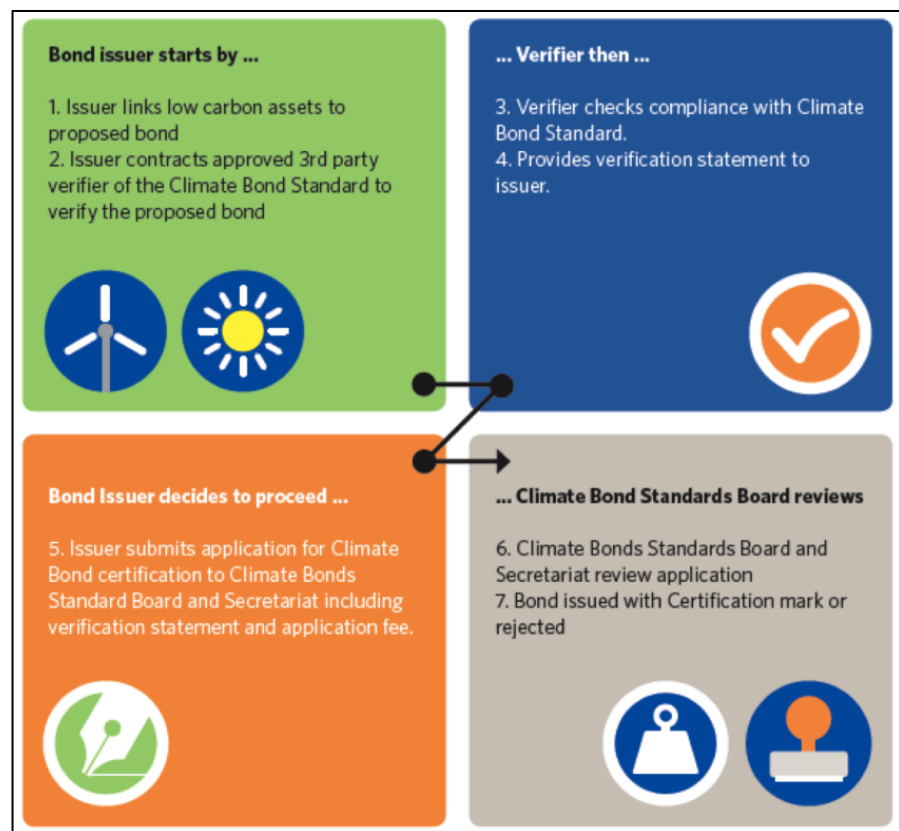 Bond issuer starts by ...
1. Issuer links low carbon assets to
proposed bond
2. Issuer contracts approved 3rd party
verifier of the Climate Bond Standard to
verify the proposed bond
... Verifier then ...
3. Verifier checks compliance with Climate
Bond Standard.
4. Provides verification statement to
issuer.
Bond Issuer decides to proceed ...
5. Issuer submits application for Climate
Bond certification to Climate Bonds
Standard Board and Secretariat including
verification statement and application fee.
... Climate Bond Standards Board reviews
6. Climate Bonds Standards Board and
Secretariat review application
7. Bond issued with Certification mark or
rejected